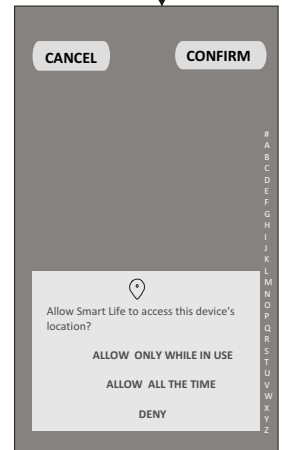 CANCEL
CONFIRM
#
A
B
C
D
E
F
G
H
I
J
K
L
M
N
O
P
Q
R
S
T
U
V
W
X
Y
Z
Allow Smart Life to access this device's
location?
ALLOW ONLY WHILE IN USE
ALLOW ALL THE TIME
DENY